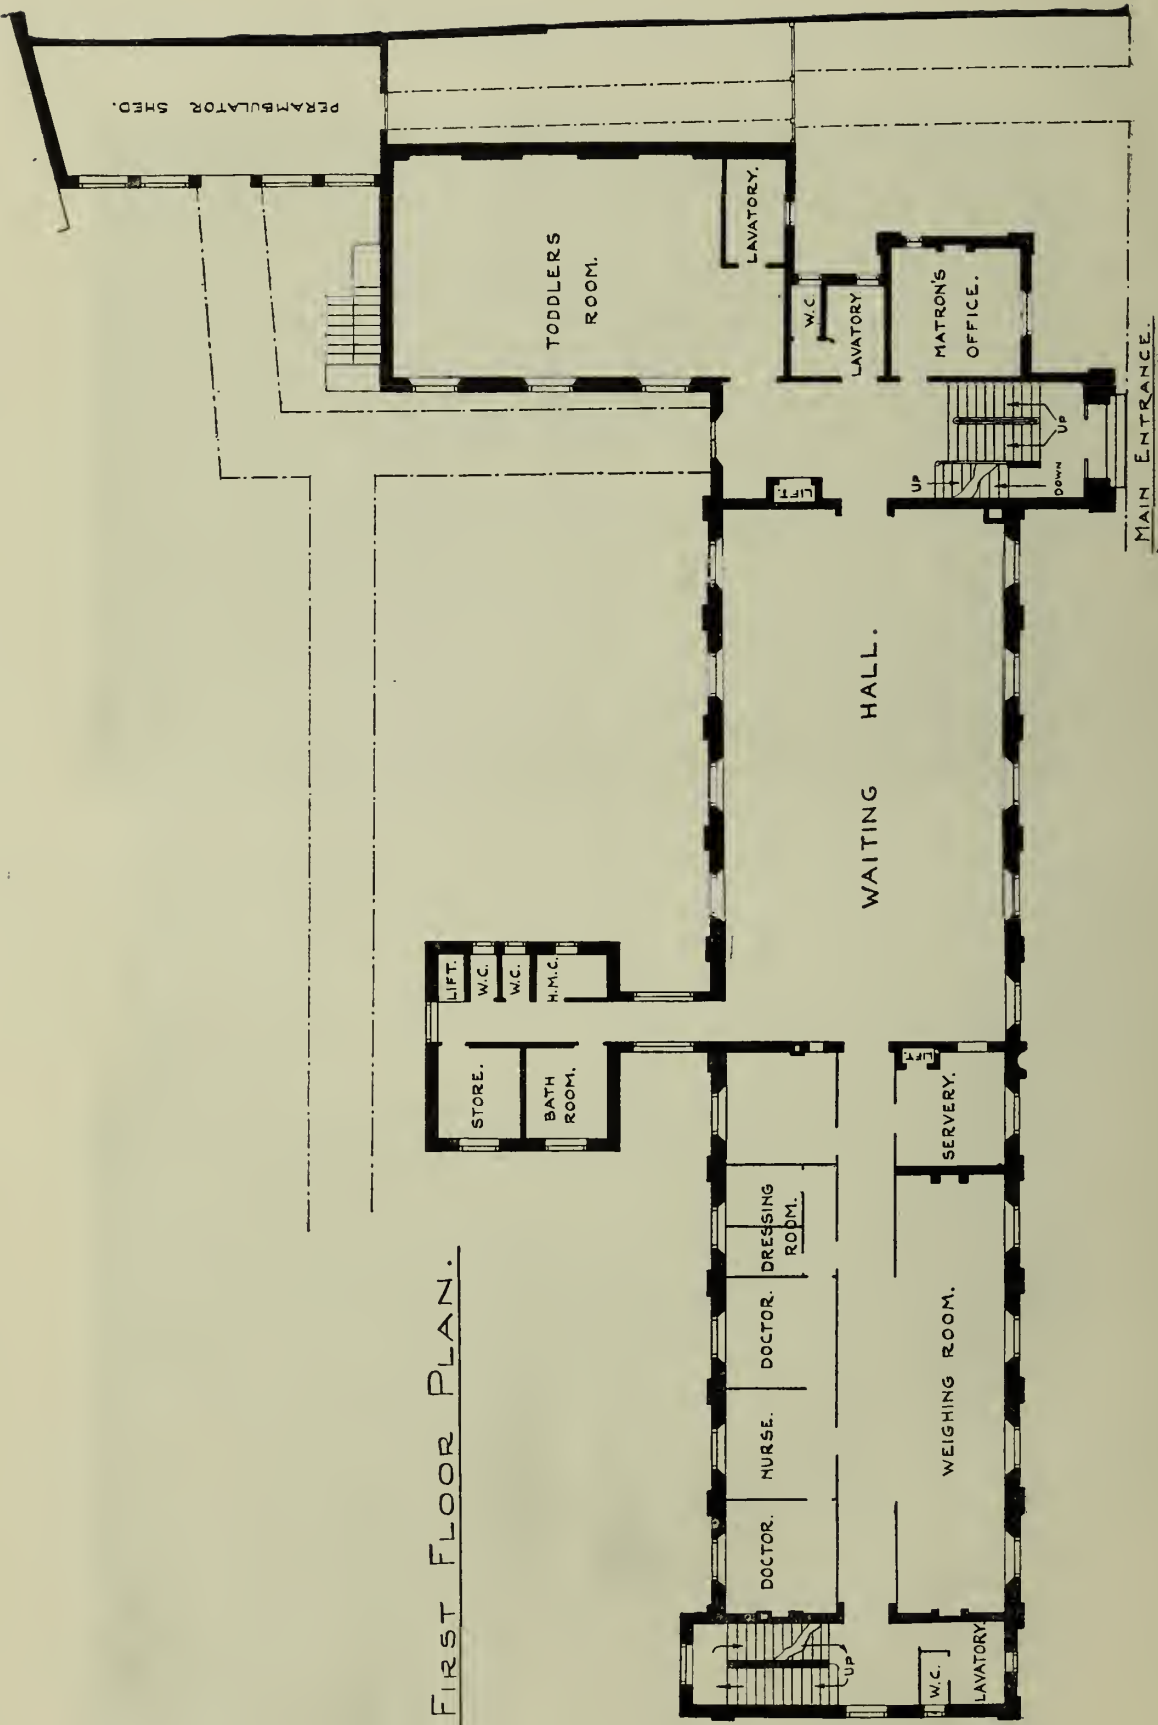 FIRST FLOOR PLAN.
PERAMBULATOR SHED.
TODDLERS
ROOM.
LAVATORY.
W.C.
LAVATORY
MATRON'S
OFFICE.
UP
UP
DOWN
MAIN ENTRANCE.
LIFT.
WAITING HALL.
LIFT.
W.C.
W.C.
H.M.C.
STORE.
BATH
ROOM.
LIFT.
SERVERY.
DRESSING
ROOM.
DOCTOR.
NURSE.
DOCTOR.
WEIGHING ROOM.
UP
W.C.
LAVATORY.